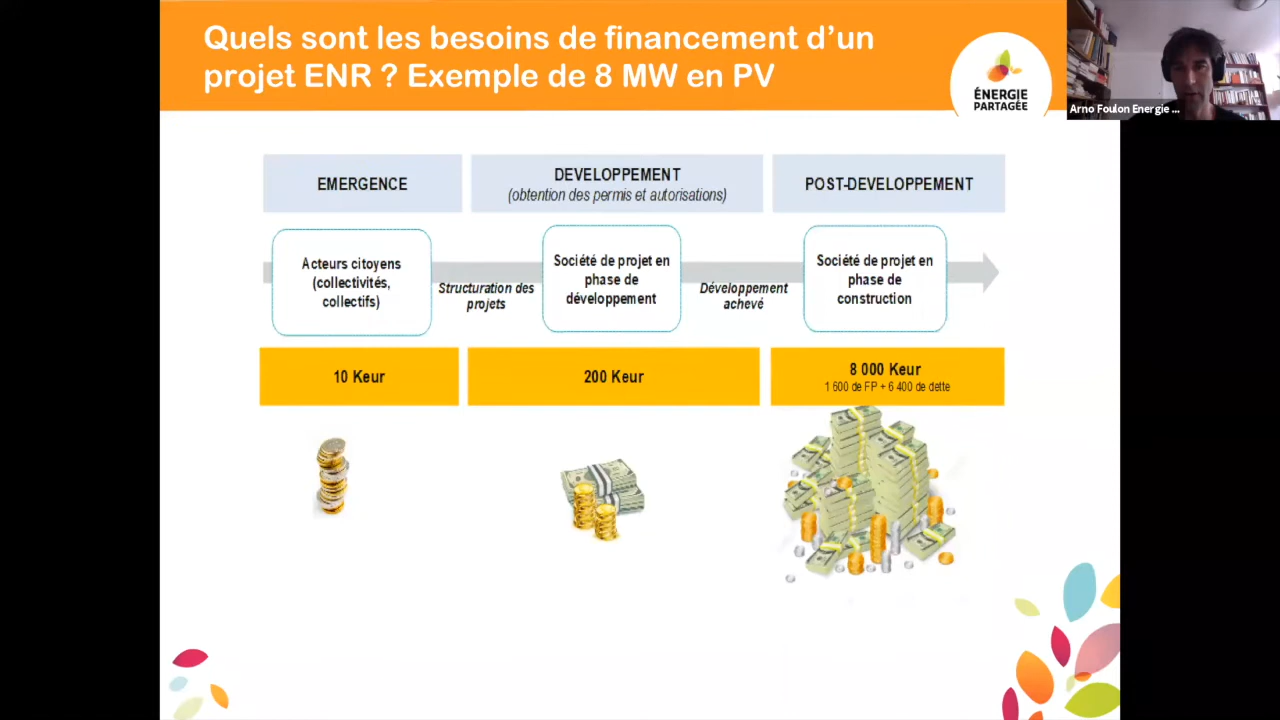 Quels sont les besoins de financement d’un
projet ENR ? Exemple de 8 MW en PV
ÉNERGIE
PARTAGÉE
Arno Foulon Energie ...
EMERGENCE
DEVELOPPEMENT
(obtention des permis et autorisations)
POST-DEVELOPPEMENT
Acteurs citoyens
(collectivités,
collectifs)
Structuration des
projets
Société de projet en
phase de
développement
Développement
achevé
Société de projet en
phase de
construction
10 Keur
200 Keur
8 000 Keur
1 600 de FP + 6 400 de dette